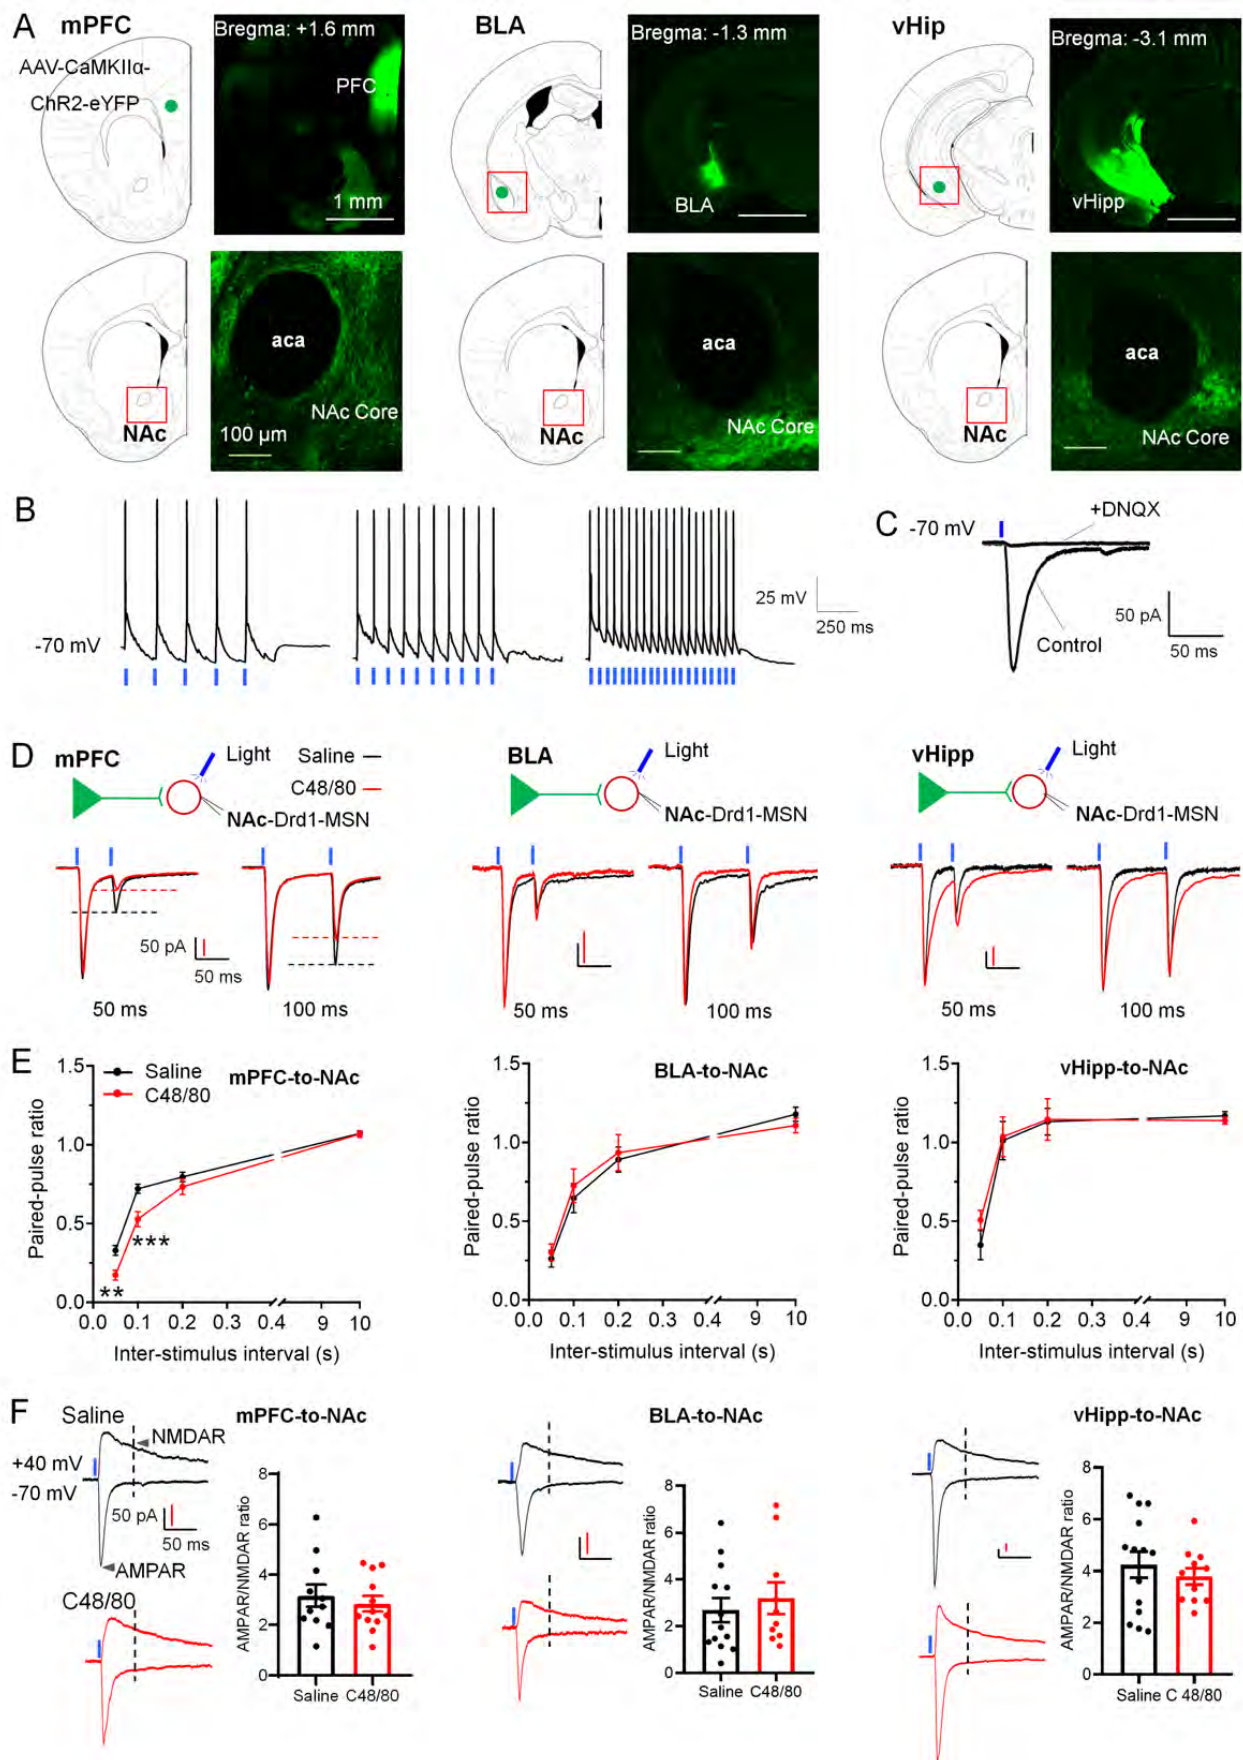 A
mPFC
BLA
vHip
Bregma: +1.6 mm
Bregma: -1.3 mm
Bregma: -3.1 mm
AAV-CaMKIIα-
ChR2-eYFP
PFC
1 mm
BLA
vHipp
aca
aca
aca
NAc Core
NAc Core
NAc Core
100 µm
NAc
NAc
NAc
B
-70 mV
25 mV
250 ms
C
-70 mV
+DNQX
Control
50 pA
50 ms
D
mPFC
Light
Saline
C48/80
NAc-Drd1-MSN
50 pA
50 ms
50 ms
100 ms
BLA
Light
NAc-Drd1-MSN
50 ms
100 ms
vHipp
Light
NAc-Drd1-MSN
50 ms
100 ms
E
mPFC-to-NAc
Saline
C48/80
Paired-pulse ratio
1.5
1.0
0.5
0.0
***
**
0.0 0.1 0.2 0.3 0.4 9 10
Inter-stimulus interval (s)
BLA-to-NAc
Paired-pulse ratio
1.5
1.0
0.5
0.0
0.0 0.1 0.2 0.3 0.4 9 10
Inter-stimulus interval (s)
vHipp-to-NAc
Paired-pulse ratio
1.5
1.0
0.5
0.0
0.0 0.1 0.2 0.3 0.4 9 10
Inter-stimulus interval (s)
F
Saline
mPFC-to-NAc
NMDAR
+40 mV
-70 mV
50 pA
50 ms
AMPAR
C48/80
AMPAR/NMDAR ratio
8
6
4
2
0
Saline C48/80
BLA-to-NAc
AMPAR/NMDAR ratio
8
6
4
2
0
Saline C48/80
vHipp-to-NAc
AMPAR/NMDAR ratio
8
6
4
2
0
Saline C 48/80